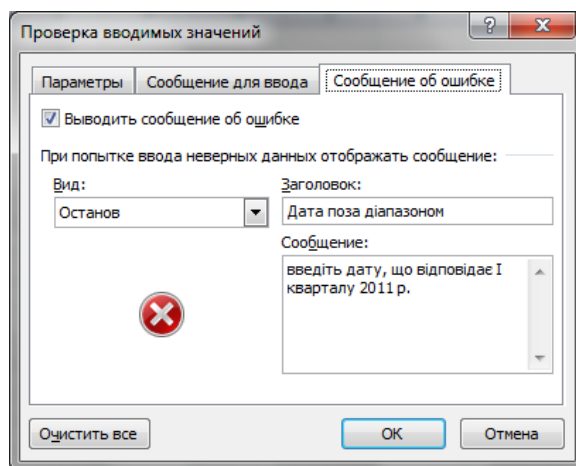 Проверка вводимых значений
Параметры Сообщение для ввода Сообщение об ошибке
Выводить сообщение об ошибке
При попытке ввода неверных данных отображать сообщение:
Вид: Заголовок:
Останов Дата поза діапазоном
Сообщение:
введіть дату, що відповідає І
кварталу 2011 р.
Очистить все ОК Отмена